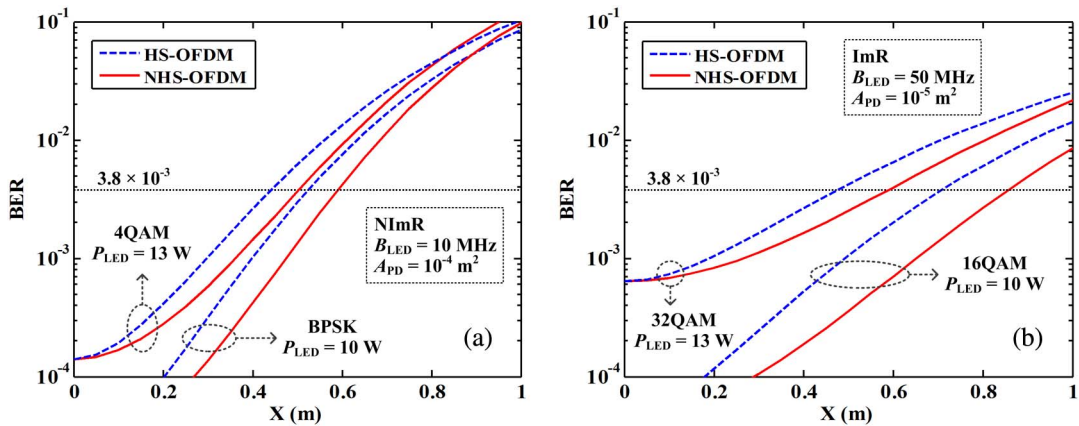 10⁻¹
10⁻²
10⁻³
10⁻⁴
BER
HS-OFDM
NHS-OFDM
3.8 × 10⁻³
4QAM
P_LED = 13 W
BPSK
P_LED = 10 W
NImR
B_LED = 10 MHz
A_PD = 10⁻⁴ m²
(a)
0 0.2 0.4 0.6 0.8 1
X (m)
10⁻¹
10⁻²
10⁻³
10⁻⁴
BER
HS-OFDM
NHS-OFDM
ImR
B_LED = 50 MHz
A_PD = 10⁻⁵ m²
3.8 × 10⁻³
32QAM
P_LED = 13 W
16QAM
P_LED = 10 W
(b)
0 0.2 0.4 0.6 0.8 1
X (m)